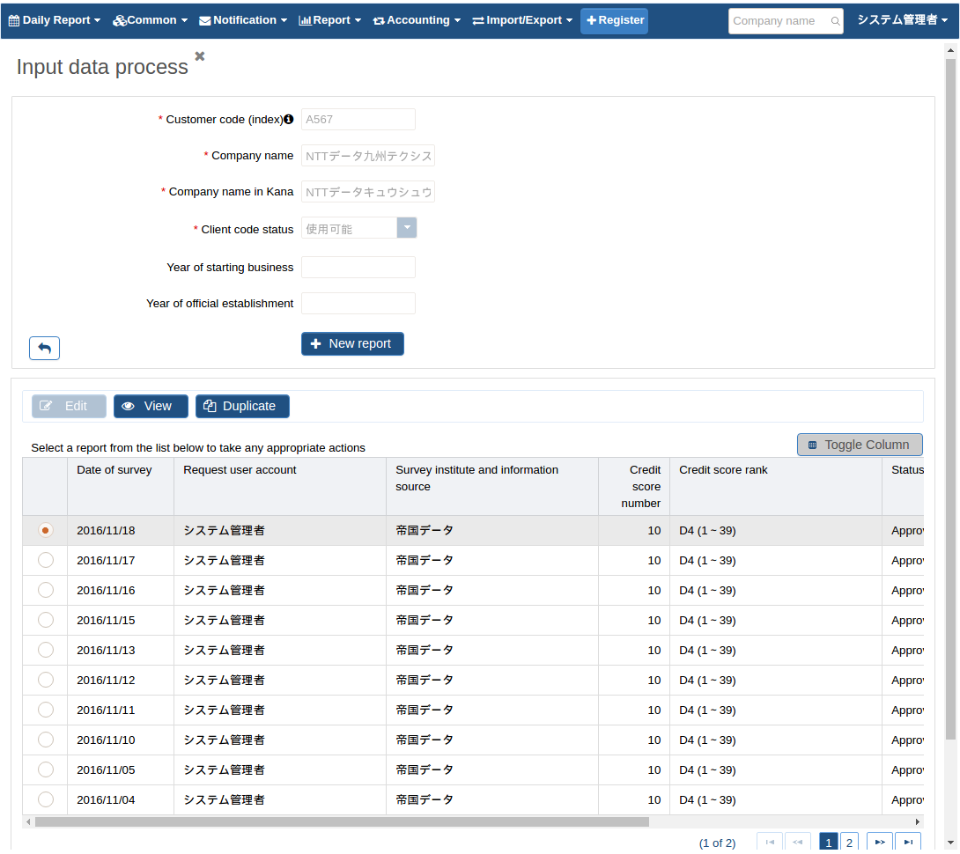 Daily Report Common Notification Report Accounting Import/Export Register Company name システム管理者
Input data process
* Customer code (index) A567
* Company name NTTデータ九州テクシス
* Company name in Kana NTTデータキュウシュウ
* Client code status 使用可能
Year of starting business
Year of official establishment
New report
Edit View Duplicate
Select a report from the list below to take any appropriate actions
Toggle Column
Date of survey Request user account Survey institute and information source Credit score number Credit score rank Status
2016/11/18 システム管理者 帝国データ 10 D4 (1 ~ 39) Approv
2016/11/17 システム管理者 帝国データ 10 D4 (1 ~ 39) Approv
2016/11/16 システム管理者 帝国データ 10 D4 (1 ~ 39) Approv
2016/11/15 システム管理者 帝国データ 10 D4 (1 ~ 39) Approv
2016/11/13 システム管理者 帝国データ 10 D4 (1 ~ 39) Approv
2016/11/12 システム管理者 帝国データ 10 D4 (1 ~ 39) Approv
2016/11/11 システム管理者 帝国データ 10 D4 (1 ~ 39) Approv
2016/11/10 システム管理者 帝国データ 10 D4 (1 ~ 39) Approv
2016/11/05 システム管理者 帝国データ 10 D4 (1 ~ 39) Approv
2016/11/04 システム管理者 帝国データ 10 D4 (1 ~ 39) Approv
(1 of 2) 1 2